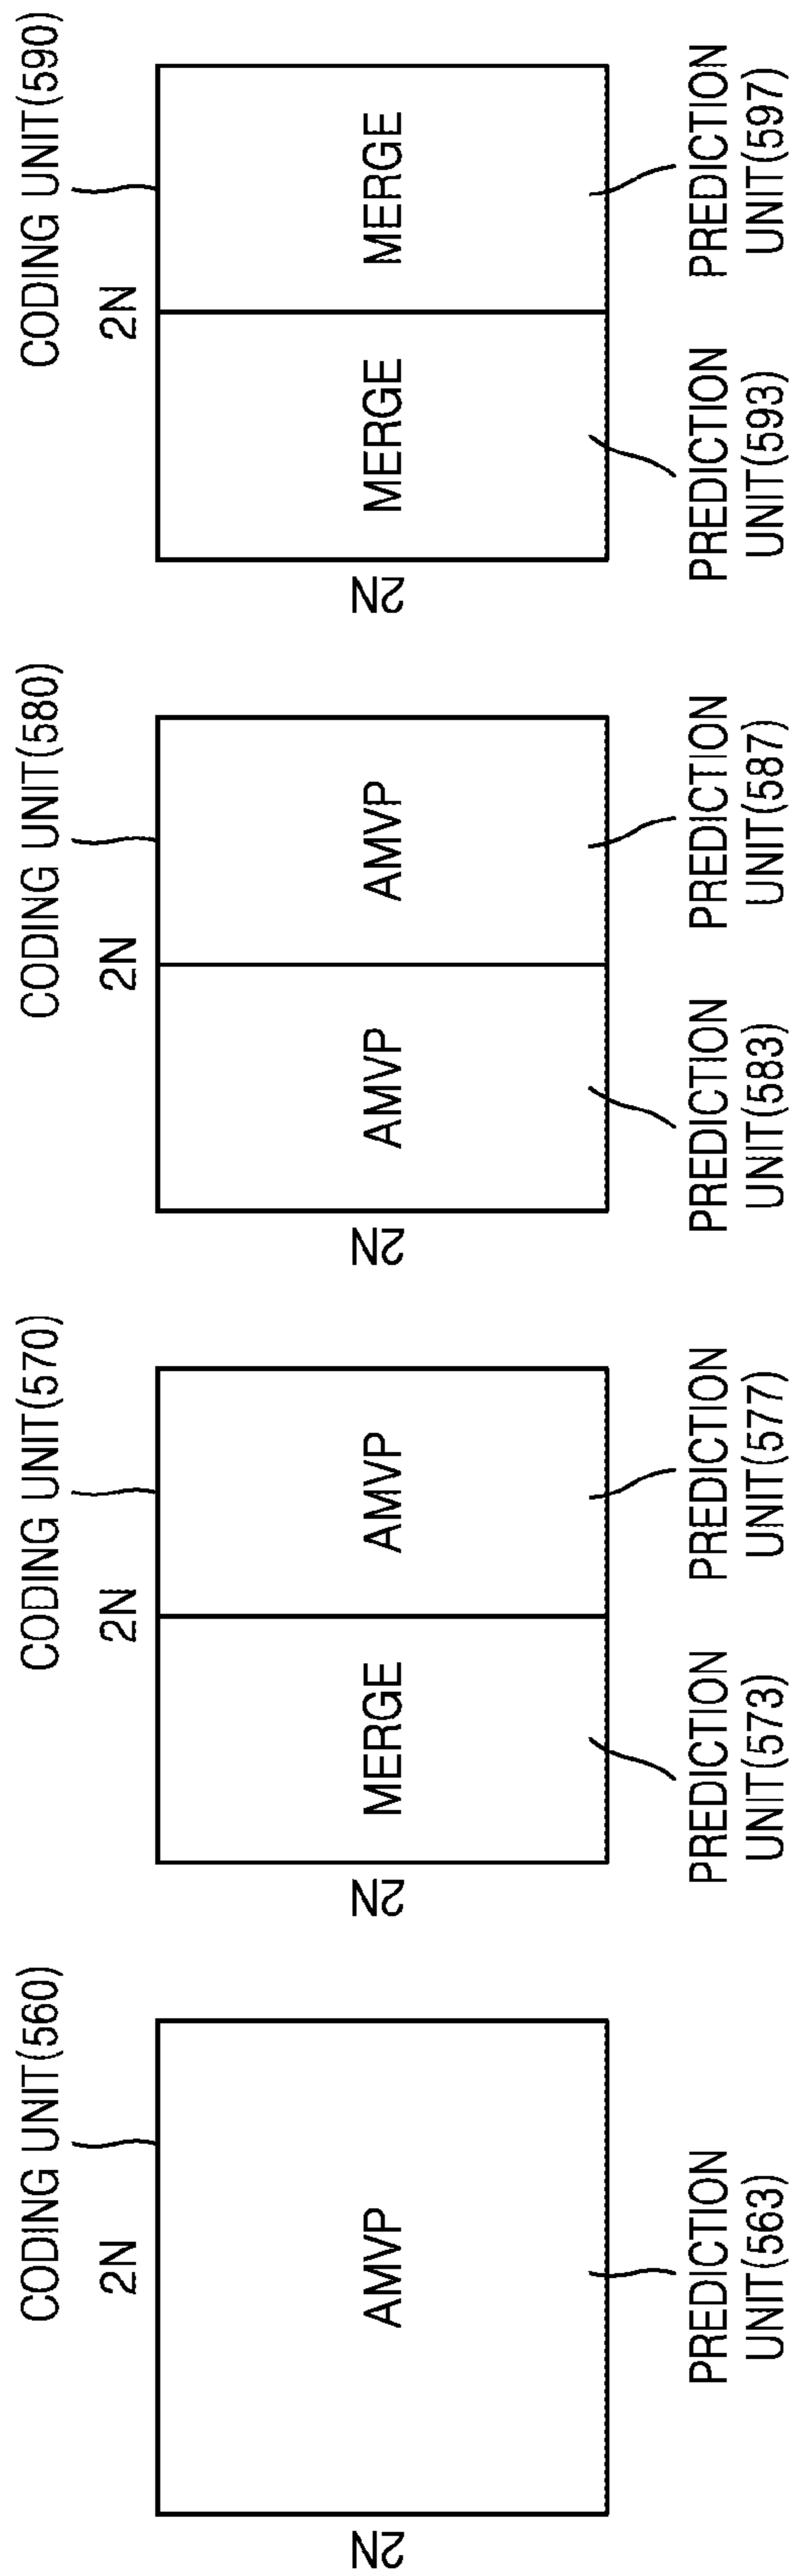 CODING UNIT(560)
2N
2N
AMVP
PREDICTION
UNIT(563)
CODING UNIT(570)
2N
2N
MERGE
AMVP
PREDICTION
UNIT(573)
PREDICTION
UNIT(577)
CODING UNIT(580)
2N
2N
AMVP
AMVP
PREDICTION
UNIT(583)
PREDICTION
UNIT(587)
CODING UNIT(590)
2N
2N
MERGE
MERGE
PREDICTION
UNIT(593)
PREDICTION
UNIT(597)